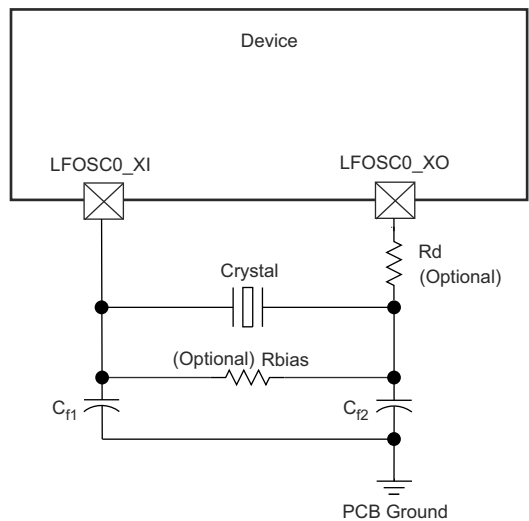 Device
LFOSC0_XI
LFOSC0_XO
Rd
(Optional)
Crystal
(Optional) Rbias
Cf1
Cf2
PCB Ground